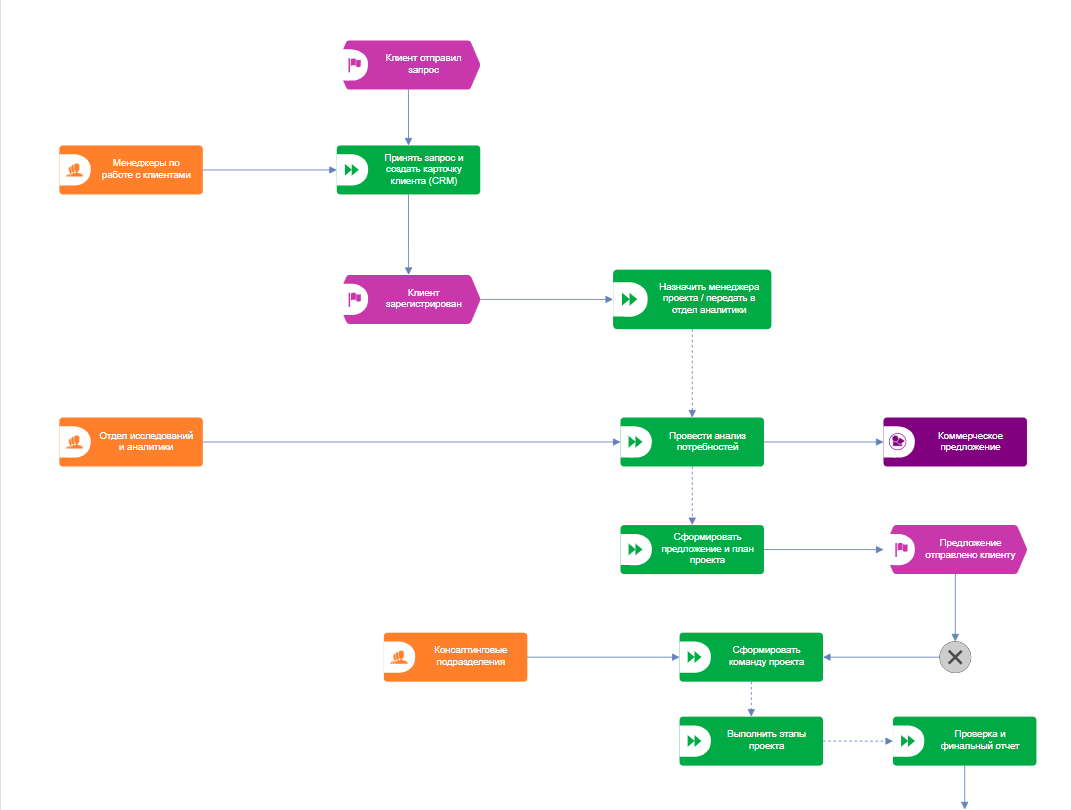 Клиент отправил
запрос
Менеджеры по
работе с клиентами
Принять запрос и
создать карточку
клиента (CRM)
Клиент
зарегистрирован
Назначить менеджера
проекта / передать в
отдел аналитики
Отдел исследований
и аналитики
Провести анализ
потребностей
Коммерческое
предложение
Сформировать
предложение и план
проекта
Предложение
отправлено клиенту
Консалтинговые
подразделения
Сформировать
команду проекта
Выполнить этапы
проекта
Проверка и
финальный отчет